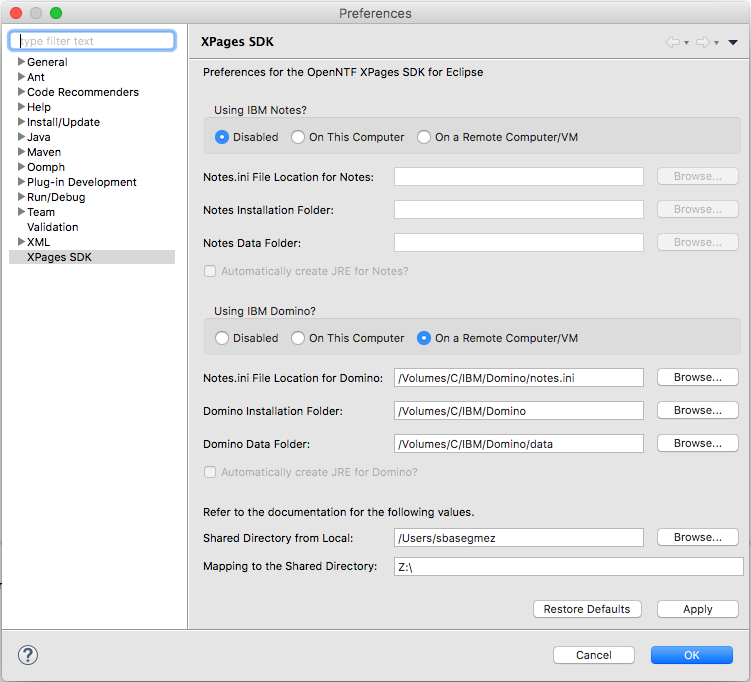 Preferences
type filter text
General
Ant
Code Recommenders
Help
Install/Update
Java
Maven
Oomph
Plug-in Development
Run/Debug
Team
Validation
XML
XPages SDK
XPages SDK
Preferences for the OpenNTF XPages SDK for Eclipse
Using IBM Notes?
Disabled On This Computer On a Remote Computer/VM
Notes.ini File Location for Notes: Browse...
Notes Installation Folder: Browse...
Notes Data Folder: Browse...
Automatically create JRE for Notes?
Using IBM Domino?
Disabled On This Computer On a Remote Computer/VM
Notes.ini File Location for Domino: /Volumes/C/IBM/Domino/notes.ini Browse...
Domino Installation Folder: /Volumes/C/IBM/Domino Browse...
Domino Data Folder: /Volumes/C/IBM/Domino/data Browse...
Automatically create JRE for Domino?
Refer to the documentation for the following values.
Shared Directory from Local: /Users/sbasegmez Browse...
Mapping to the Shared Directory: Z:\
Restore Defaults Apply
? Cancel OK